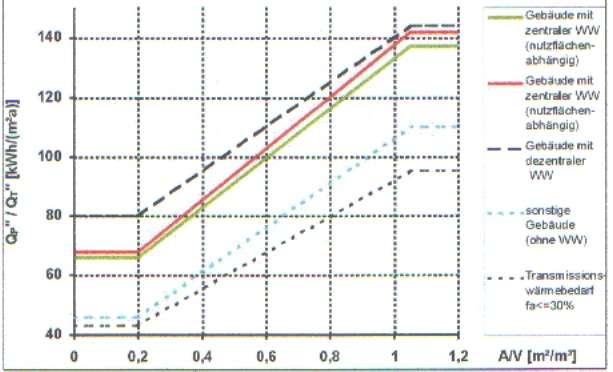 Q_P'' / Q_T'' [kWh/(m²a)]
140
120
100
80
60
40
0
0,2
0,4
0,6
0,8
1
1,2
A/V [m²/m³]
Gebäude mit
zentraler WW
(nutzflächen-
abhängig)
Gebäude mit
zentraler WW
(nutzflächen-
abhängig)
Gebäude mit
dezentraler
WW
sonstige
Gebäude
(ohne WW)
Transmissions-
wärmebedarf
fa<=30%